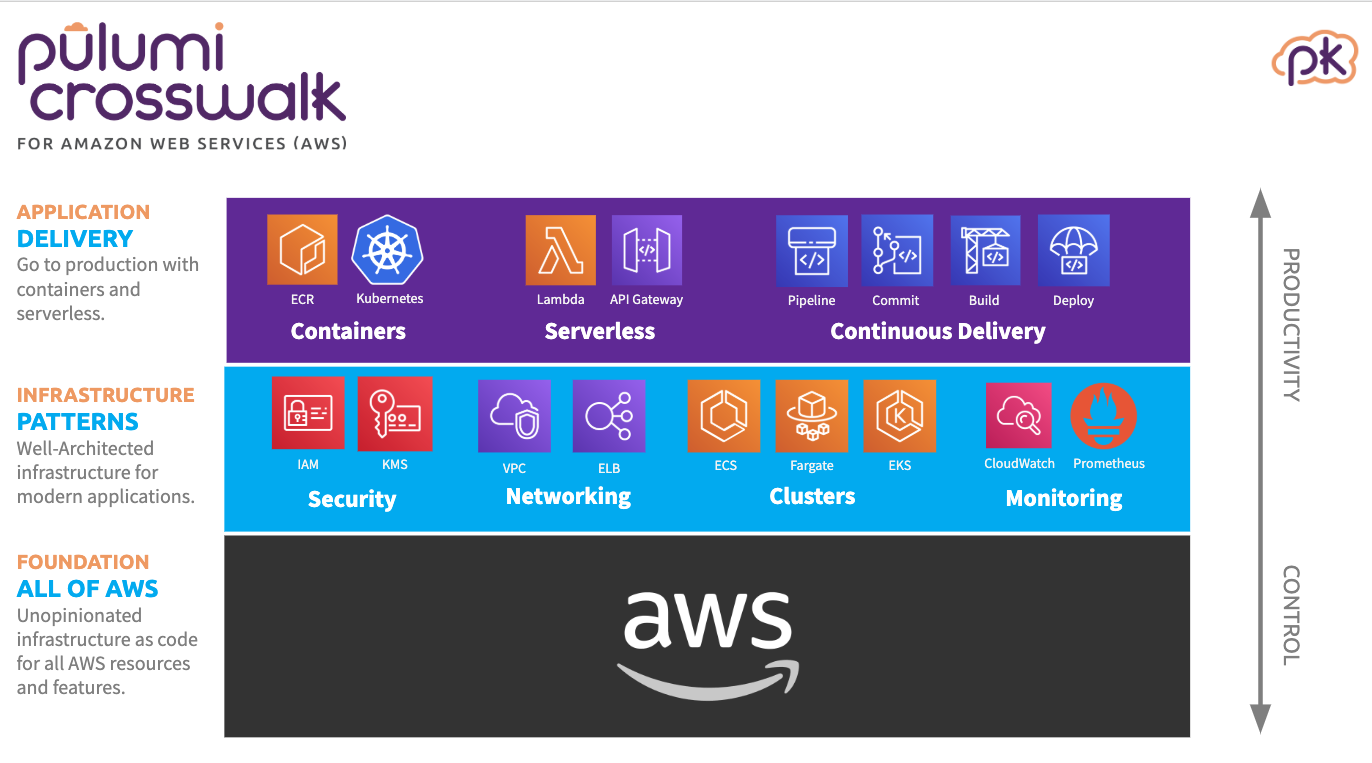 pulumi
crosswalk
FOR AMAZON WEB SERVICES (AWS)
pk
APPLICATION
DELIVERY
Go to production with
containers and
serverless.
ECR
Kubernetes
Containers
Lambda
API Gateway
Serverless
Pipeline
Commit
Build
Deploy
Continuous Delivery
INFRASTRUCTURE
PATTERNS
Well-Architected
infrastructure for
modern applications.
IAM
KMS
Security
VPC
ELB
Networking
ECS
Fargate
K
EKS
Clusters
CloudWatch
Prometheus
Monitoring
FOUNDATION
ALL OF AWS
Unopinionated
infrastructure as code
for all AWS resources
and features.
aws
PRODUCTIVITY
CONTROL